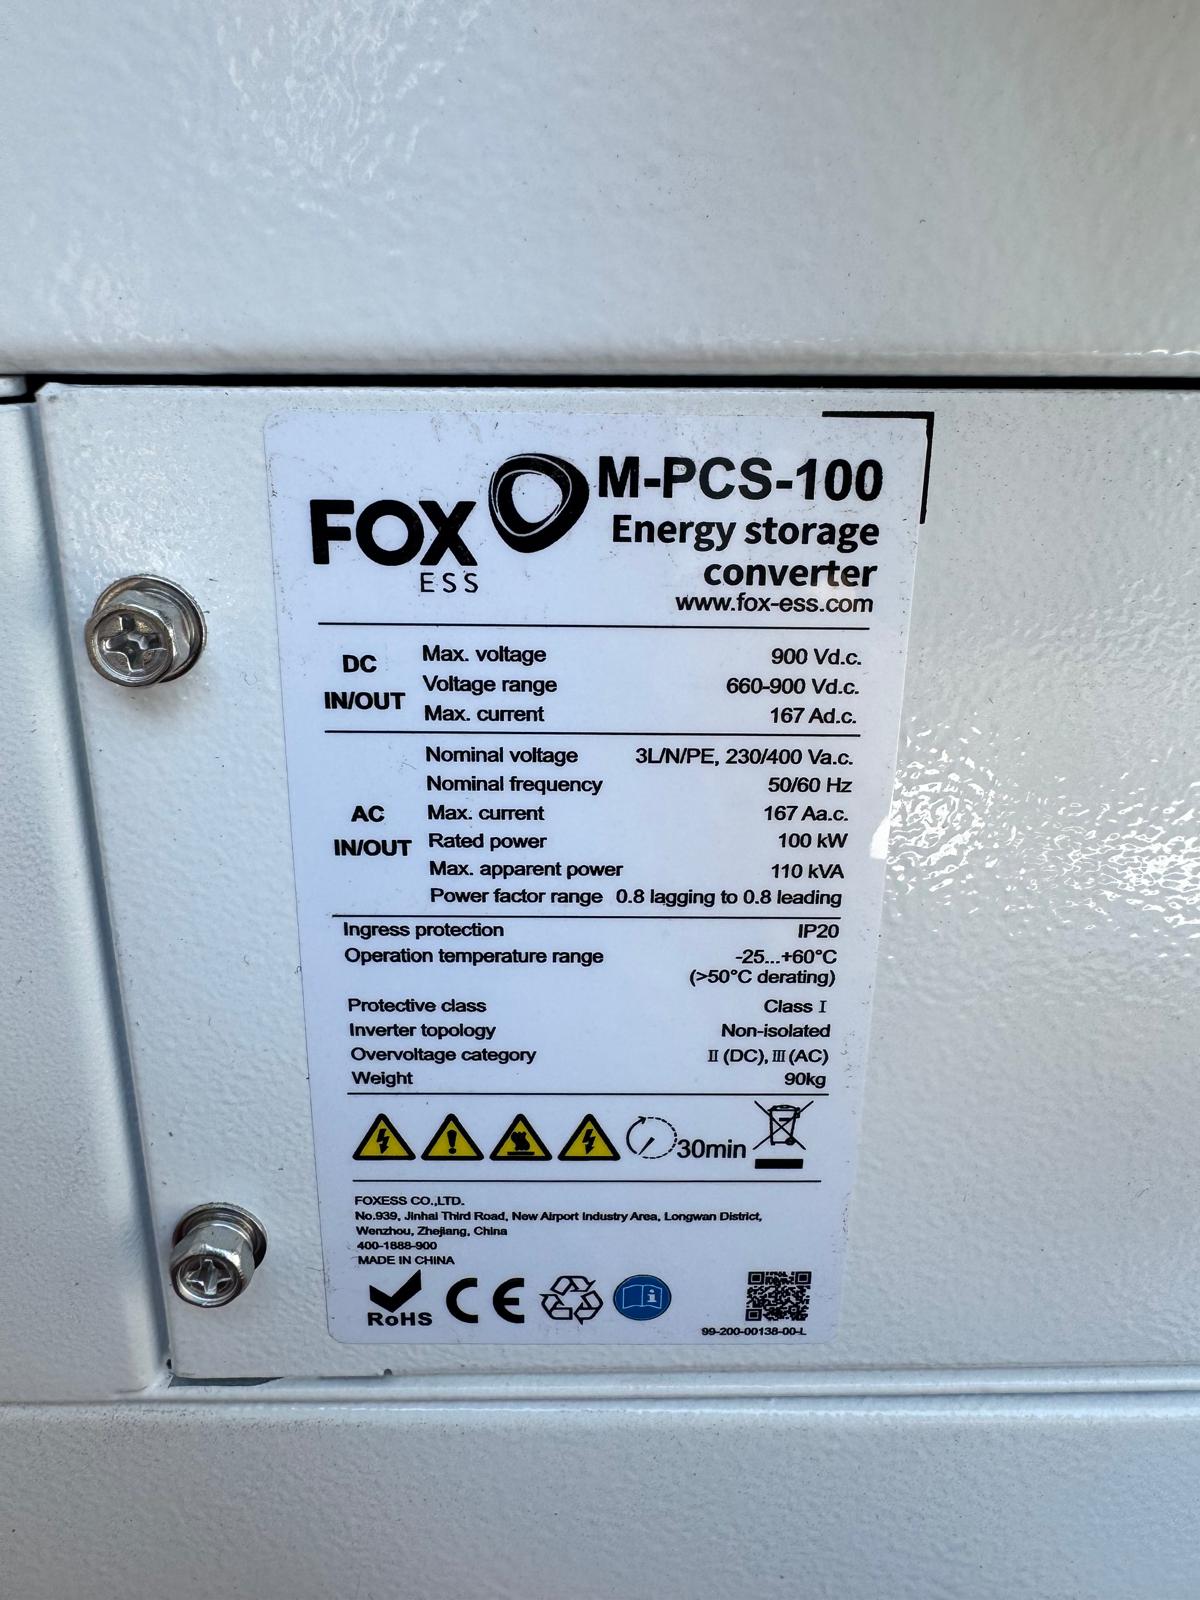 FOX
ESS
M-PCS-100
Energy storage
converter
www.fox-ess.com
DC
IN/OUT
Max. voltage 900 Vd.c.
Voltage range 660-900 Vd.c.
Max. current 167 Ad.c.
AC
IN/OUT
Nominal voltage 3L/N/PE, 230/400 Va.c.
Nominal frequency 50/60 Hz
Max. current 167 Aa.c.
Rated power 100 kW
Max. apparent power 110 kVA
Power factor range 0.8 lagging to 0.8 leading
Ingress protection IP20
Operation temperature range -25...+60°C
(>50°C derating)
Protective class Class Ⅰ
Inverter topology Non-isolated
Overvoltage category Ⅱ (DC), Ⅲ (AC)
Weight 90kg
30min
FOXESS CO.,LTD.
No.939, Jinhai Third Road, New Airport Industry Area, Longwan District,
Wenzhou, Zhejiang, China
400-1888-900
MADE IN CHINA
RoHS
CE
i
99-200-00138-00-L